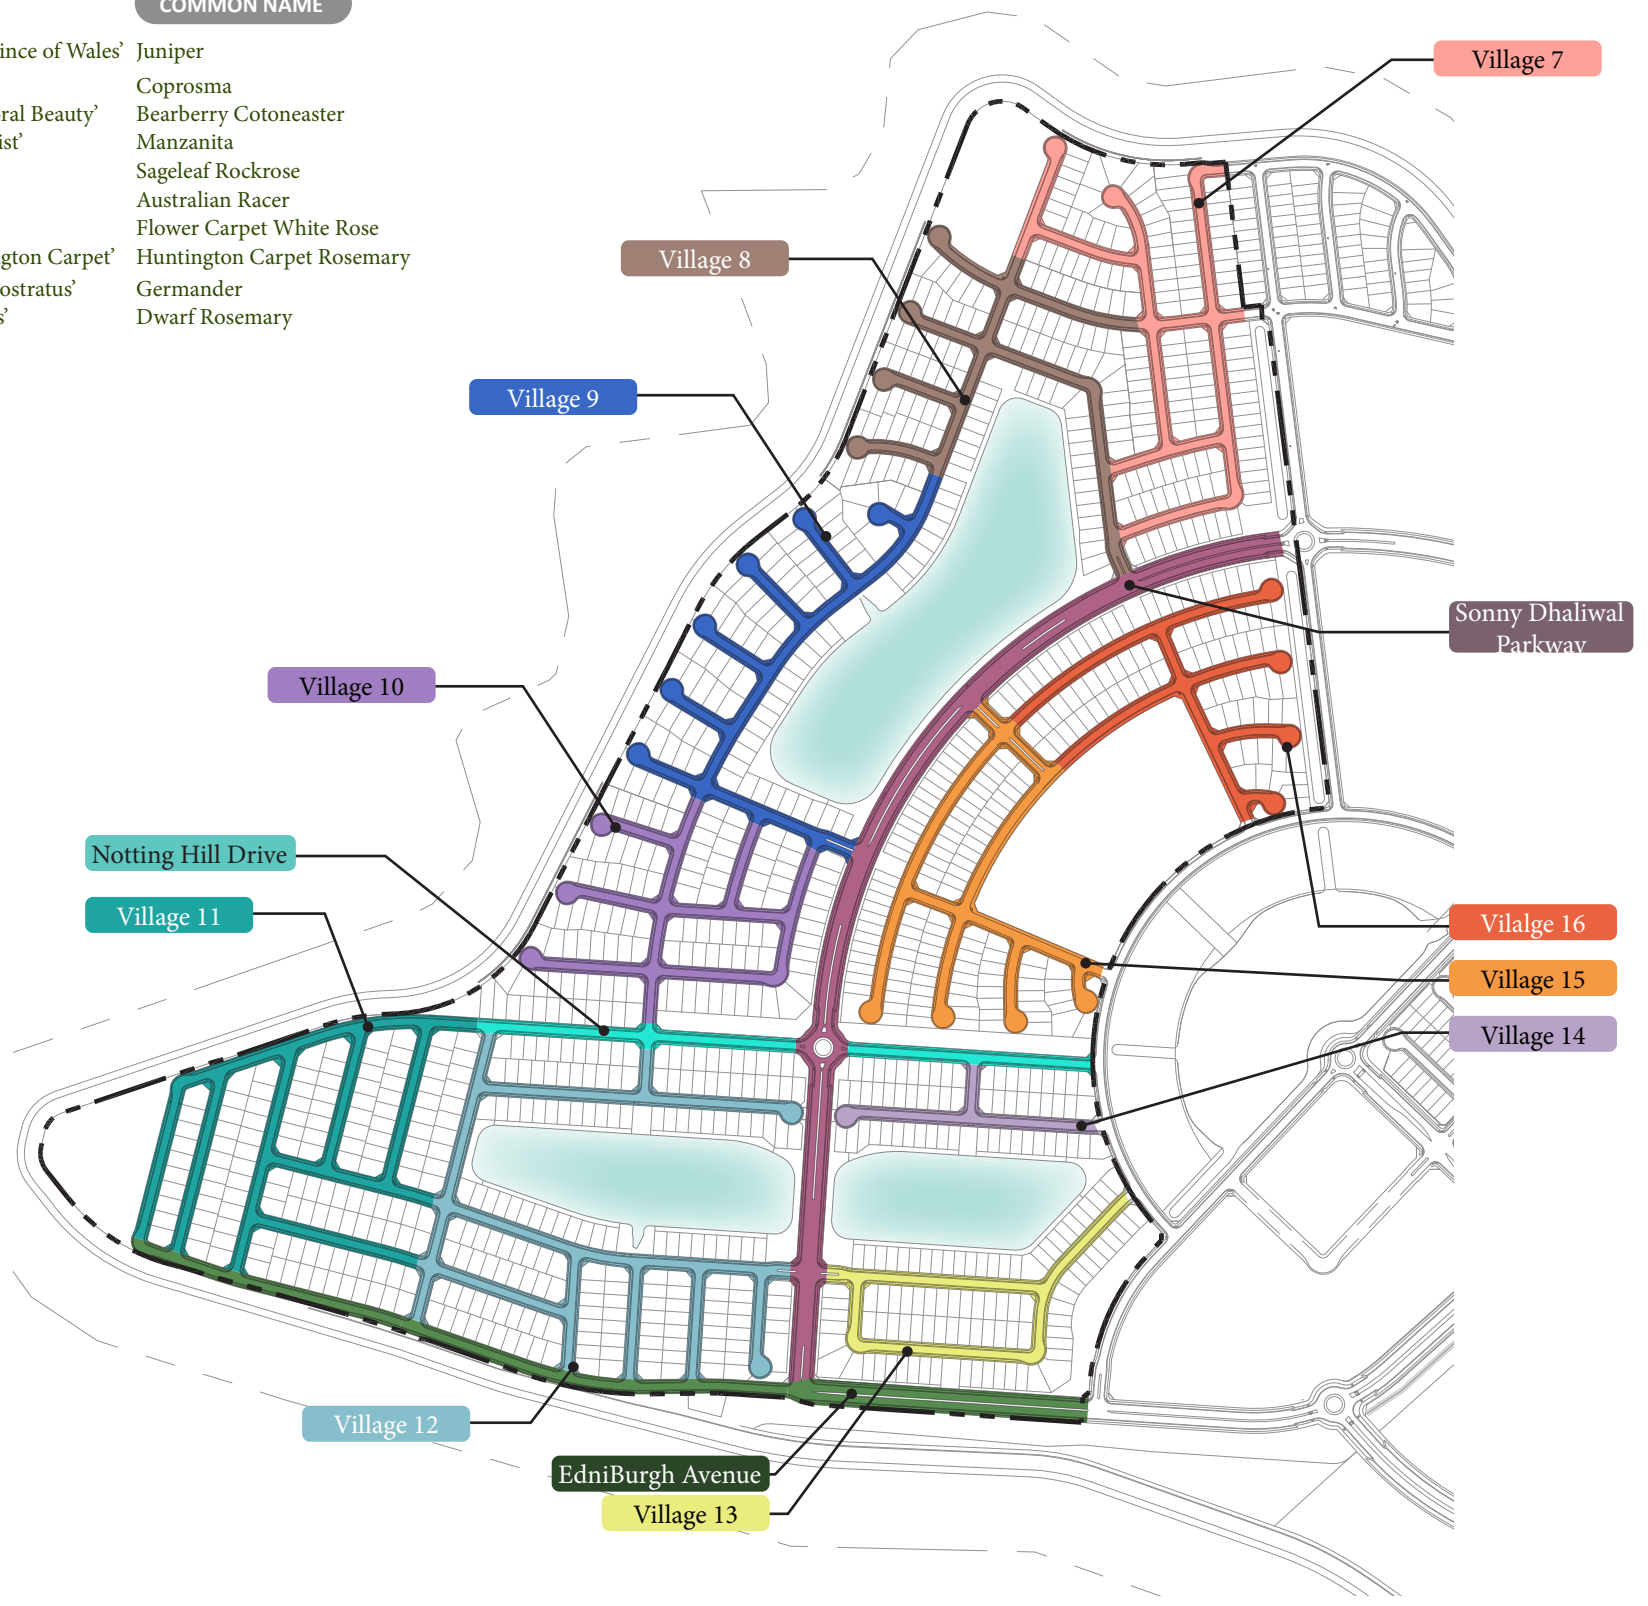 COMMON NAME
ince of Wales’ Juniper
Coprosma
ral Beauty’ Bearberry Cotoneaster
ist’ Manzanita
Sageleaf Rockrose
Australian Racer
Flower Carpet White Rose
gton Carpet’ Huntington Carpet Rosemary
ostratus’ Germander
s’ Dwarf Rosemary
Village 7
Village 8
Village 9
Sonny Dhaliwal
Parkway
Village 10
Notting Hill Drive
Village 11
Vilalge 16
Village 15
Village 14
Village 12
EdniBurgh Avenue
Village 13